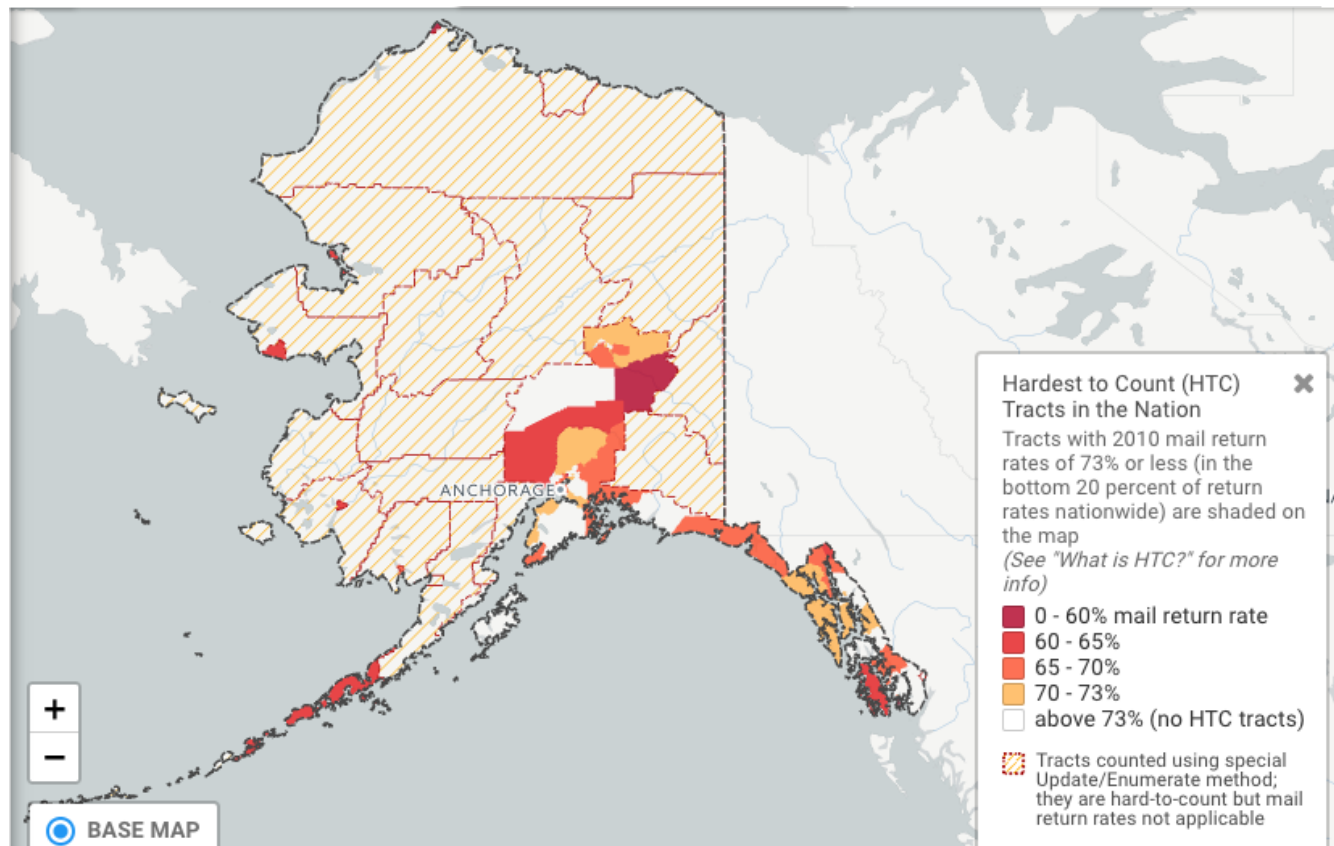 ANCHORAGE
Hardest to Count (HTC)
Tracts in the Nation
Tracts with 2010 mail return
rates of 73% or less (in the
bottom 20 percent of return
rates nationwide) are shaded on
the map
(See "What is HTC?" for more
info)
0 - 60% mail return rate
60 - 65%
65 - 70%
70 - 73%
above 73% (no HTC tracts)
Tracts counted using special
Update/Enumerate method;
they are hard-to-count but mail
return rates not applicable
+
−
BASE MAP